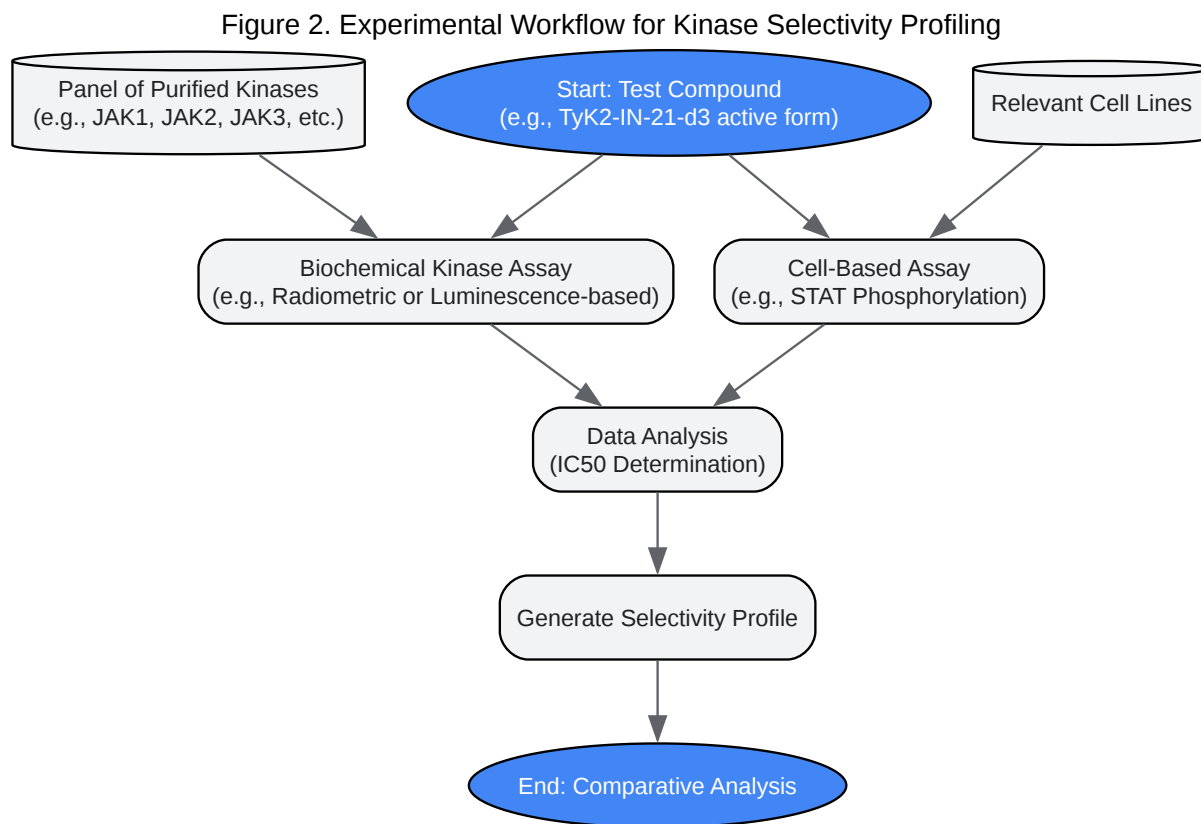 Figure 2. Experimental Workflow for Kinase Selectivity Profiling
Panel of Purified Kinases
(e.g., JAK1, JAK2, JAK3, etc.)
Start: Test Compound
(e.g., TyK2-IN-21-d3 active form)
Relevant Cell Lines
Biochemical Kinase Assay
(e.g., Radiometric or Luminescence-based)
Cell-Based Assay
(e.g., STAT Phosphorylation)
Data Analysis
(IC50 Determination)
Generate Selectivity Profile
End: Comparative Analysis